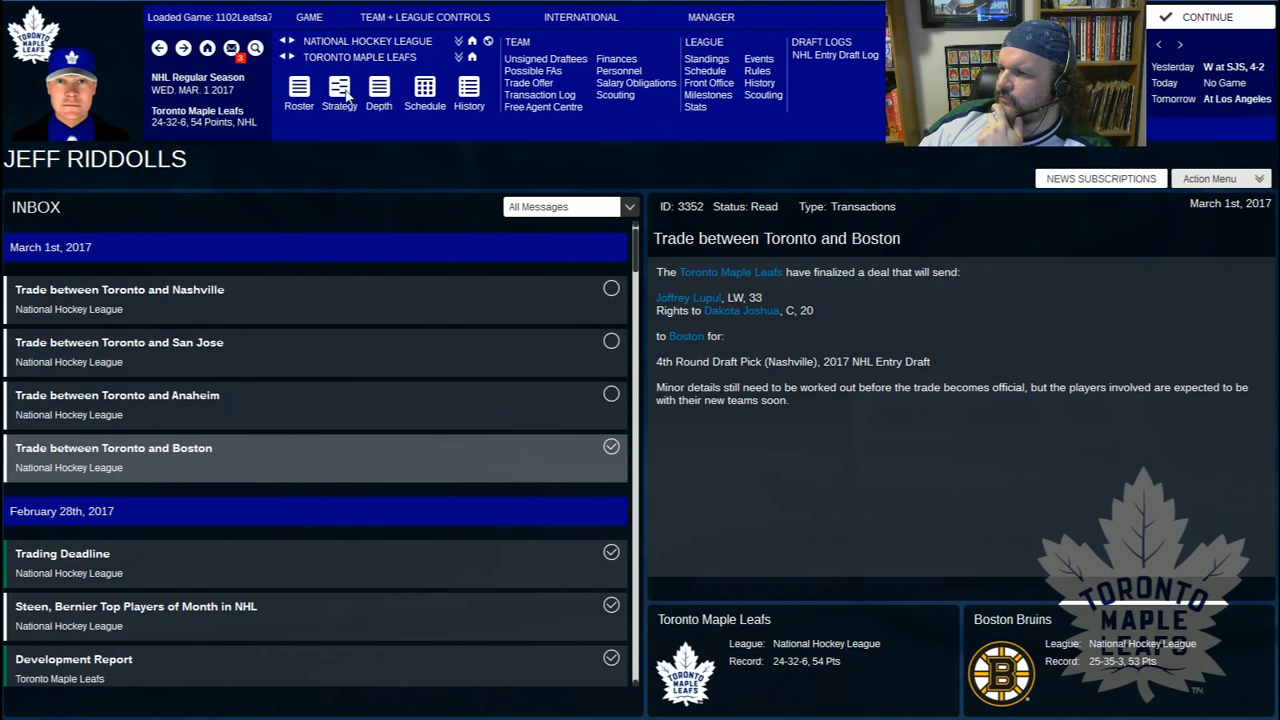 Loaded Game: 1102Leafsa7
GAME
TEAM + LEAGUE CONTROLS
INTERNATIONAL
MANAGER
CONTINUE
3
NHL Regular Season
WED. MAR. 1 2017
Toronto Maple Leafs
24-32-6, 54 Points, NHL
NATIONAL HOCKEY LEAGUE
TORONTO MAPLE LEAFS
Roster
Strategy
Depth
Schedule
History
TEAM
Unsigned Draftees
Finances
Possible FAs
Personnel
Trade Offer
Salary Obligations
Transaction Log
Scouting
Free Agent Centre
LEAGUE
Standings
Events
Schedule
Rules
Front Office
History
Milestones
Scouting
Stats
DRAFT LOGS
NHL Entry Draft Log
Yesterday W at SJS, 4-2
Today No Game
Tomorrow At Los Angeles
JEFF RIDDOLLS
NEWS SUBSCRIPTIONS
Action Menu
INBOX
All Messages
March 1st, 2017
Trade between Toronto and Nashville
National Hockey League
Trade between Toronto and San Jose
National Hockey League
Trade between Toronto and Anaheim
National Hockey League
Trade between Toronto and Boston
National Hockey League
February 28th, 2017
Trading Deadline
National Hockey League
Steen, Bernier Top Players of Month in NHL
National Hockey League
Development Report
Toronto Maple Leafs
ID: 3352 Status: Read Type: Transactions
March 1st, 2017
Trade between Toronto and Boston
The Toronto Maple Leafs have finalized a deal that will send:
Joffrey Lupul, LW, 33
Rights to Dakota Joshua, C, 20
to Boston for:
4th Round Draft Pick (Nashville), 2017 NHL Entry Draft
Minor details still need to be worked out before the trade becomes official, but the players involved are expected to be
with their new teams soon.
Toronto Maple Leafs
League: National Hockey League
Record: 24-32-6, 54 Pts
Boston Bruins
League: National Hockey League
Record: 25-35-3, 53 Pts
TORONTO
MAPLE
LEAFS
TM